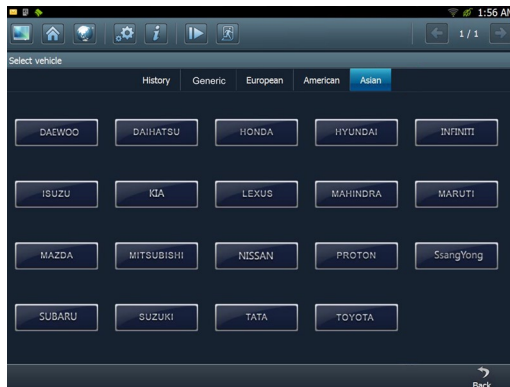 1:56 AM
1 / 1
Select vehicle
History Generic European American Asian
DAEWOO DAIHATSU HONDA HYUNDAI INFINITI
ISUZU KIA LEXUS MAHINDRA MARUTI
MAZDA MITSUBISHI NISSAN PROTON SsangYong
SUBARU SUZUKI TATA TOYOTA
Back